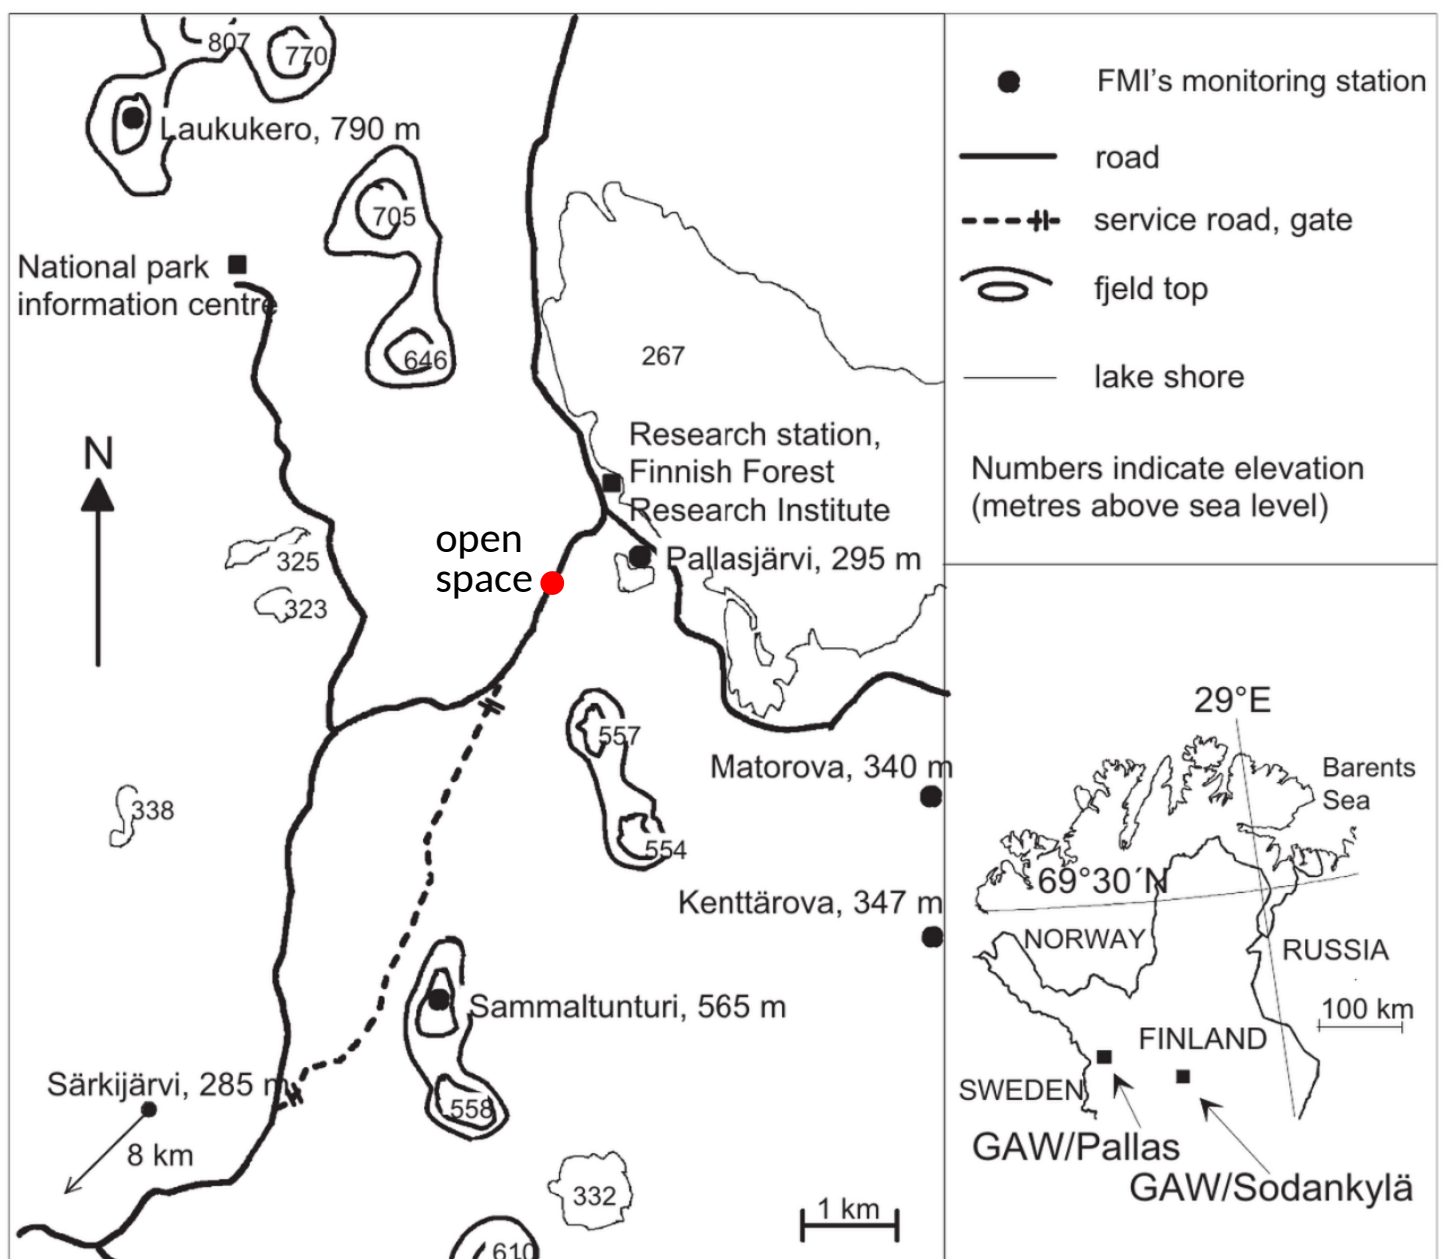 807
770
Laukukero, 790 m
705
National park
information centre
646
267
Research station,
Finnish Forest
Research Institute
N
open
space
325
Pallasjärvi, 295 m
323
557
Matorova, 340 m
338
554
Kenttärova, 347 m
Sammaltunturi, 565 m
Särkijärvi, 285 m
558
8 km
332
1 km
610
FMI's monitoring station
road
service road, gate
fjeld top
lake shore
Numbers indicate elevation
(metres above sea level)
29°E
Barents
Sea
69°30´N
NORWAY
RUSSIA
100 km
FINLAND
SWEDEN
GAW/Pallas
GAW/Sodankylä